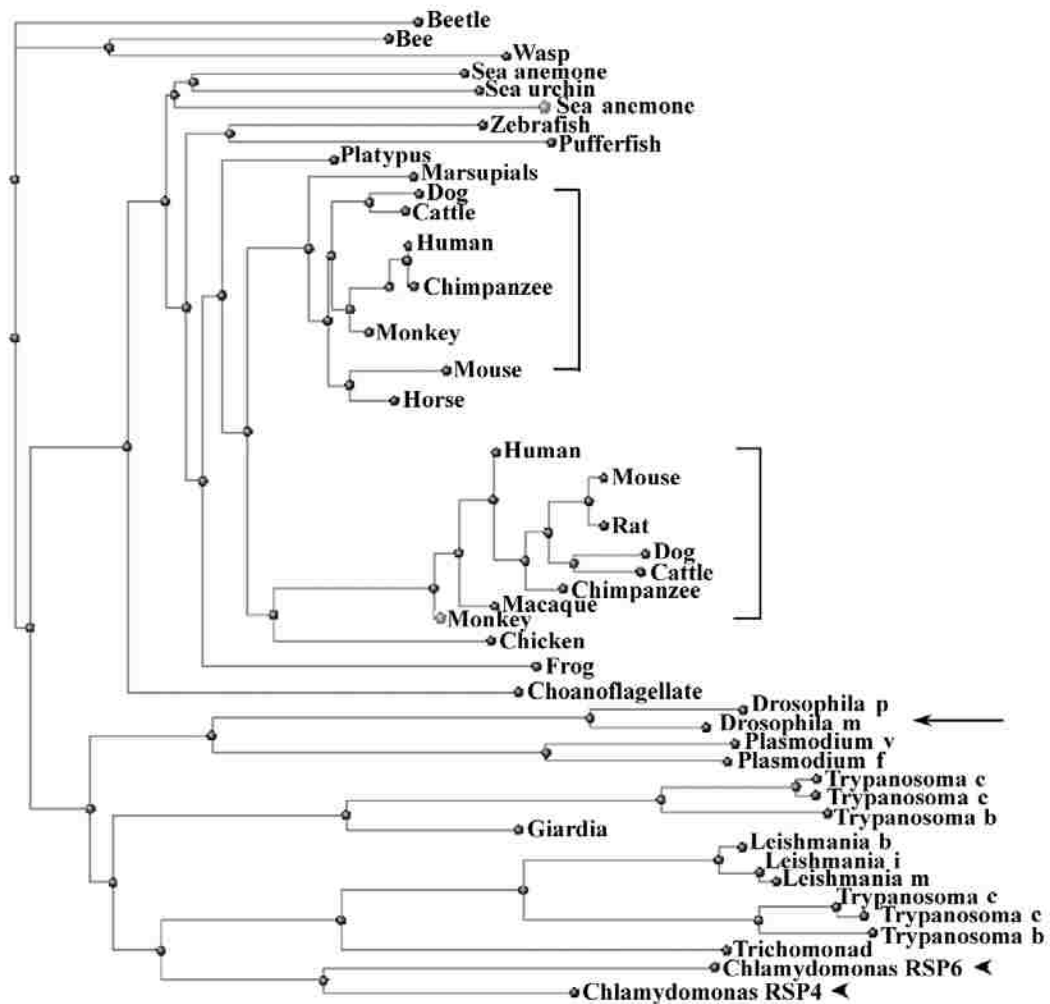 Beetle
Bee
Wasp
Sea anemone
Sea urchin
Sea anemone
Zebrafish
Pufferfish
Platypus
Marsupials
Dog
Cattle
Human
Chimpanzee
Monkey
Mouse
Horse
Human
Mouse
Rat
Dog
Cattle
Chimpanzee
Macaque
Monkey
Chicken
Frog
Choanoflagellate
Drosophila p
Drosophila m
Plasmodium v
Plasmodium f
Trypanosoma c
Trypanosoma c
Trypanosoma b
Giardia
Leishmania b
Leishmania i
Leishmania m
Trypanosoma c
Trypanosoma c
Trypanosoma b
Trichomonad
Chlamydomonas RSP6
Chlamydomonas RSP4